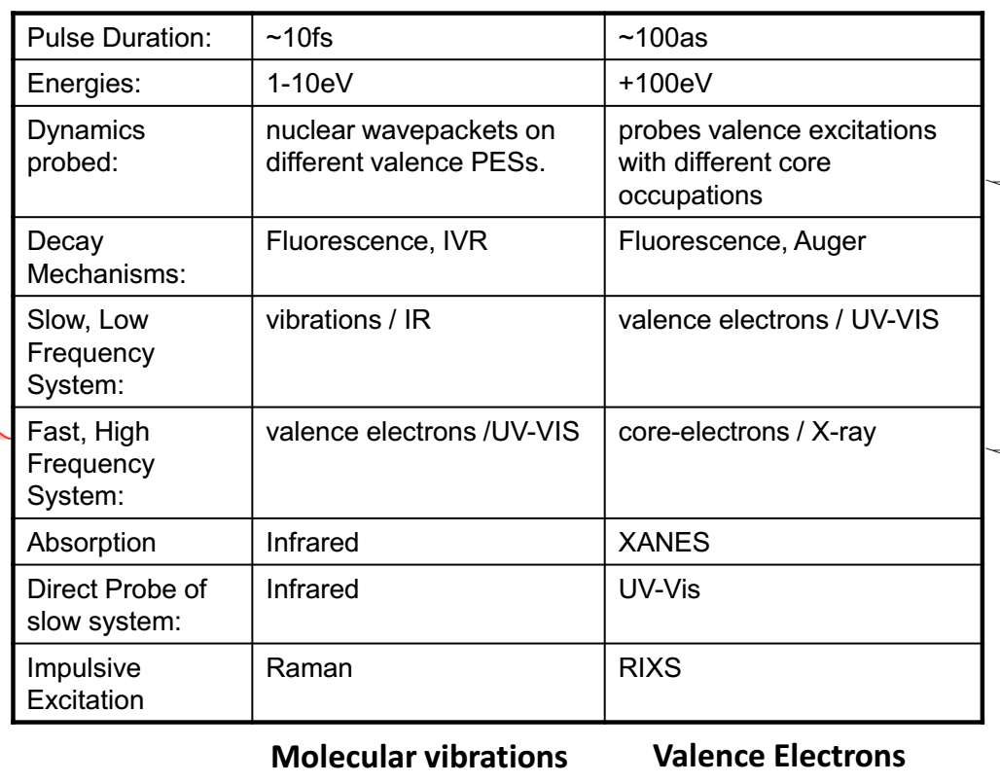 Pulse Duration: ~10fs ~100as
Energies: 1-10eV +100eV
Dynamics nuclear wavepackets on probes valence excitations
probed: different valence PESs. with different core
occupations
Decay Fluorescence, IVR Fluorescence, Auger
Mechanisms:
Slow, Low vibrations / IR valence electrons / UV-VIS
Frequency
System:
Fast, High valence electrons /UV-VIS core-electrons / X-ray
Frequency
System:
Absorption Infrared XANES
Direct Probe of Infrared UV-Vis
slow system:
Impulsive Raman RIXS
Excitation
Molecular vibrations Valence Electrons